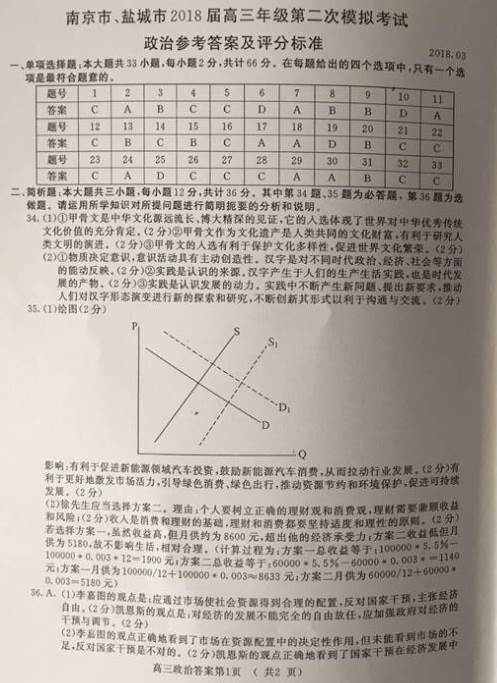 南京市、盐城市2018届高三年级第二次模拟考试
政治参考答案及评分标准
2018.03
一、单项选择题:本大题共33小题,每小题2分,共计66分。在每题给出的四个选项中,只有一个选
项是最符合题意的。
题号 1 2 3 4 5 6 7 8 9 10 11
答案 C A B C C D A B B D A
题号 12 13 14 15 16 17 18 19 20 21 22
答案 C B C B C A A D B C C
题号 23 24 25 26 27 28 29 30 31 32 33
答案 C A D C C C A A B C C
二、简析题:本大题共三小题,每小题12分,共计36分。其中第34题、35题为必答题,第36题为选
做题。请运用所学知识对所提问题进行简明扼要的分析和说明。
34.(1)①甲骨文是中华文化源远流长、博大精深的见证,它的入选体现了世界对中华优秀传统
文化价值的充分肯定。(2分)②甲骨文作为文化遗产是人类共同的文化财富,有利于研究人
类文明的演进。(2分)③甲骨文的入选有利于保护文化多样性,促进世界文化繁荣。(2分)
(2)①物质决定意识,意识活动具有主动创造性。汉字是对不同时代政治、经济、社会等方面
的能动反映。(2分)②实践是认识的来源。汉字产生于人们的生产生活实践,也是时代发
展的产物。(2分)③实践是认识发展的动力。实践中不断产生新问题、提出新要求,推动
人们对汉字形态演变进行新的探索和研究,不断创新其形式以利于沟通与交流。(2分)
35.(1)绘图(2分)
P
S
S1
D1
D
Q
影响:有利于促进新能源领域汽车投资,鼓励新能源汽车消费,从而拉动行业发展。(2分)有
利于更好地激发市场活力,引导绿色消费、绿色出行,推动资源节约和环境保护,促进可持续
发展。(2分)
(2)徐先生应当选择方案二。理由:个人要树立正确的理财观和消费观,理财需要兼顾收益
和风险;(2分)收入是消费和理财的基础,理财和消费都要坚持适度和理性的原则。(2分)
若选择方案一,虽然收益高,但月供约为8600元,超出他的经济承受力;方案二收益低但月
供为5180,故不影响生活,相对合理。(计算过程为:方案一总收益等于:100000*5.5%-
100000*0.003*12=1900元;方案二总收益等于:60000*5.5%-60000*0.003*=1140
元;方案一月供为100000/12+100000*0.003≈8633元;方案二月供为60000/12+60000*
0.003=5180元)
36.A.(1)李嘉图的观点是:应通过市场使社会资源得到合理的配置,反对国家干预,主张经济
自由。(2分)凯恩斯的观点是:对经济的发展不能完全的自由放任,应加强政府对经济的
干预与调节。(2分)
(2)李嘉图的观点正确地看到了市场在资源配置中的决定性作用,但未能看到市场的不
足,反对国家干预是不对的。(2分)凯恩斯的观点正确地看到了国家干预在经济发展中
高三政治答案第1页 (共2页)